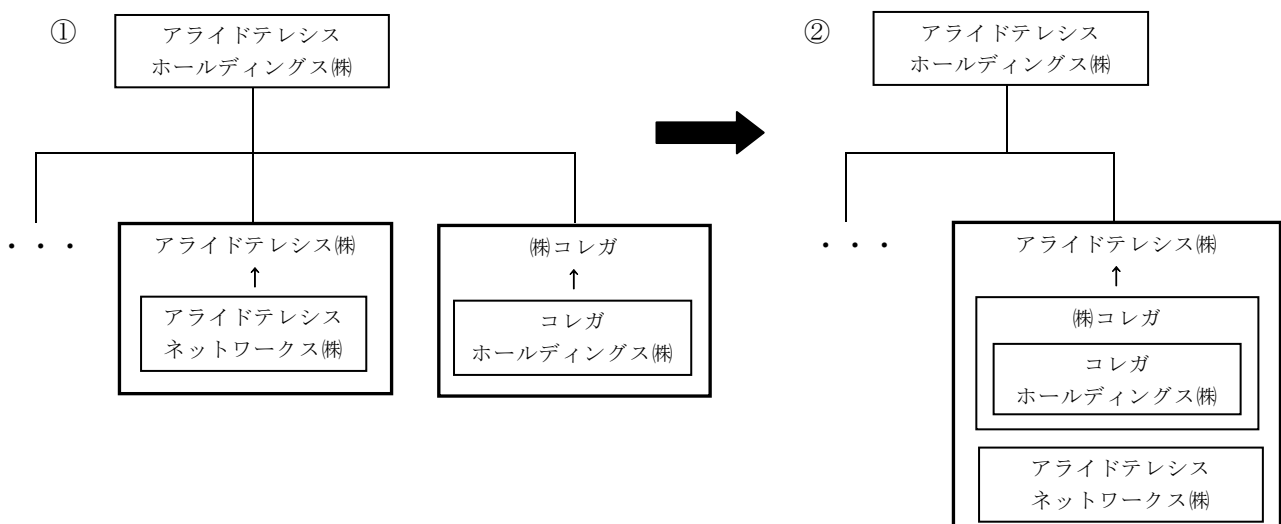 ①
アライドテレシス
ホールディングス㈱
・・・
アライドテレシス㈱
↑
アライドテレシス
ネットワークス㈱
㈱コレガ
↑
コレガ
ホールディングス㈱
②
アライドテレシス
ホールディングス㈱
・・・
アライドテレシス㈱
↑
㈱コレガ
コレガ
ホールディングス㈱
アライドテレシス
ネットワークス㈱